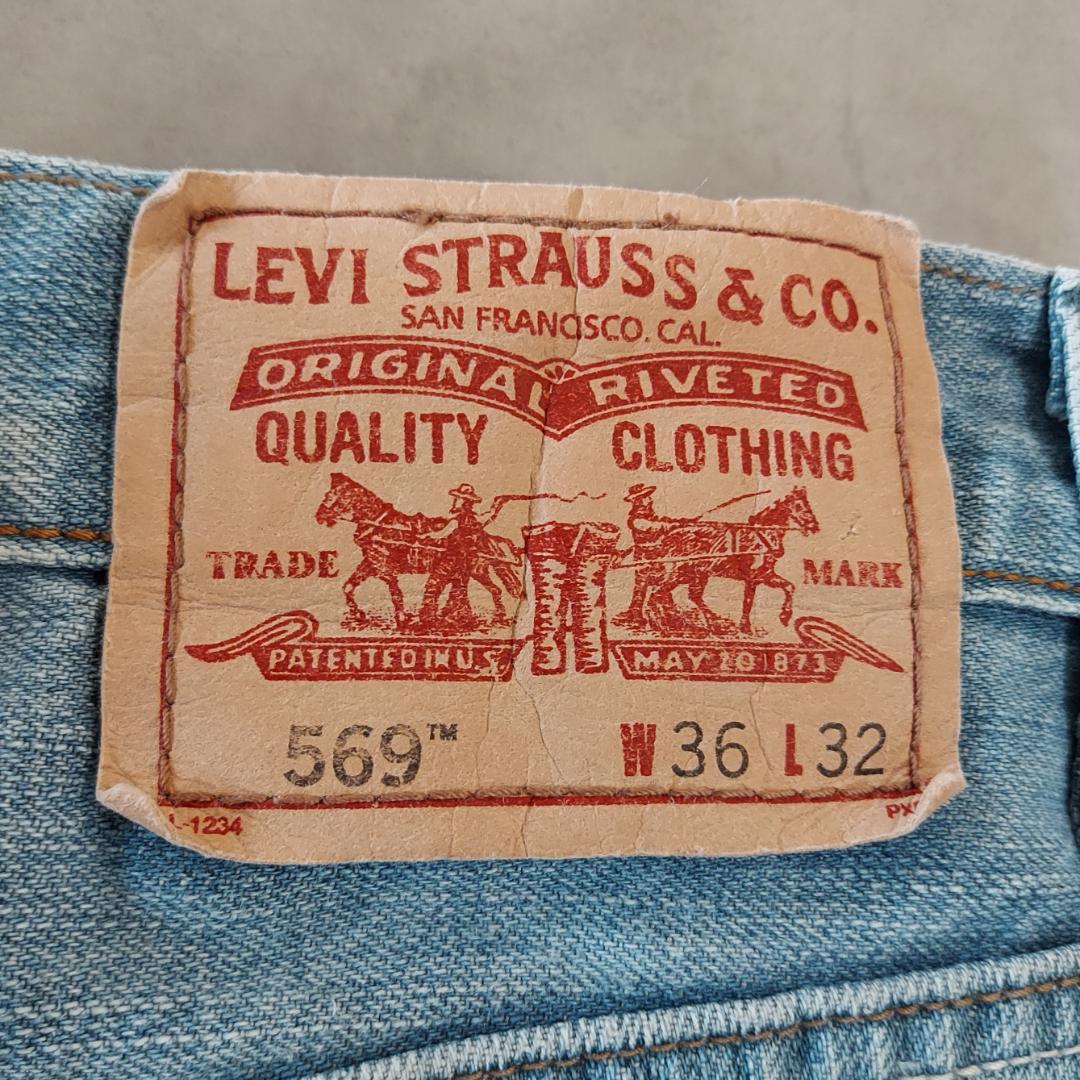 LEVI STRAUSS & CO.
SAN FRANCISCO. CAL.
ORIGINAL RIVETED
QUALITY CLOTHING
TRADE MARK
PATENTED IN U.S. MAY 20 1873
569™ W 36 L 32
L-1234